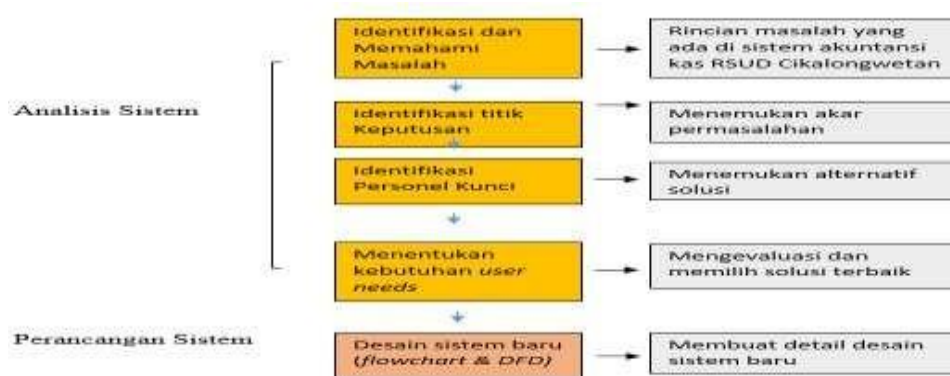 Identifikasi dan
Memahami
Masalah
Rincian masalah yang
ada di sistem akuntansi
kas RSUD Cikalongwetan
Analisis Sistem
Identifikasi titik
Keputusan
Menemukan akar
permasalahan
Identifikasi
Personel Kunci
Menemukan alternatif
solusi
Menentukan
kebutuhan user
needs
Mengevaluasi dan
memilih solusi terbaik
Perancangan Sistem
Desain sistem baru
(flowchart & DFD)
Membuat detail desain
sistem baru